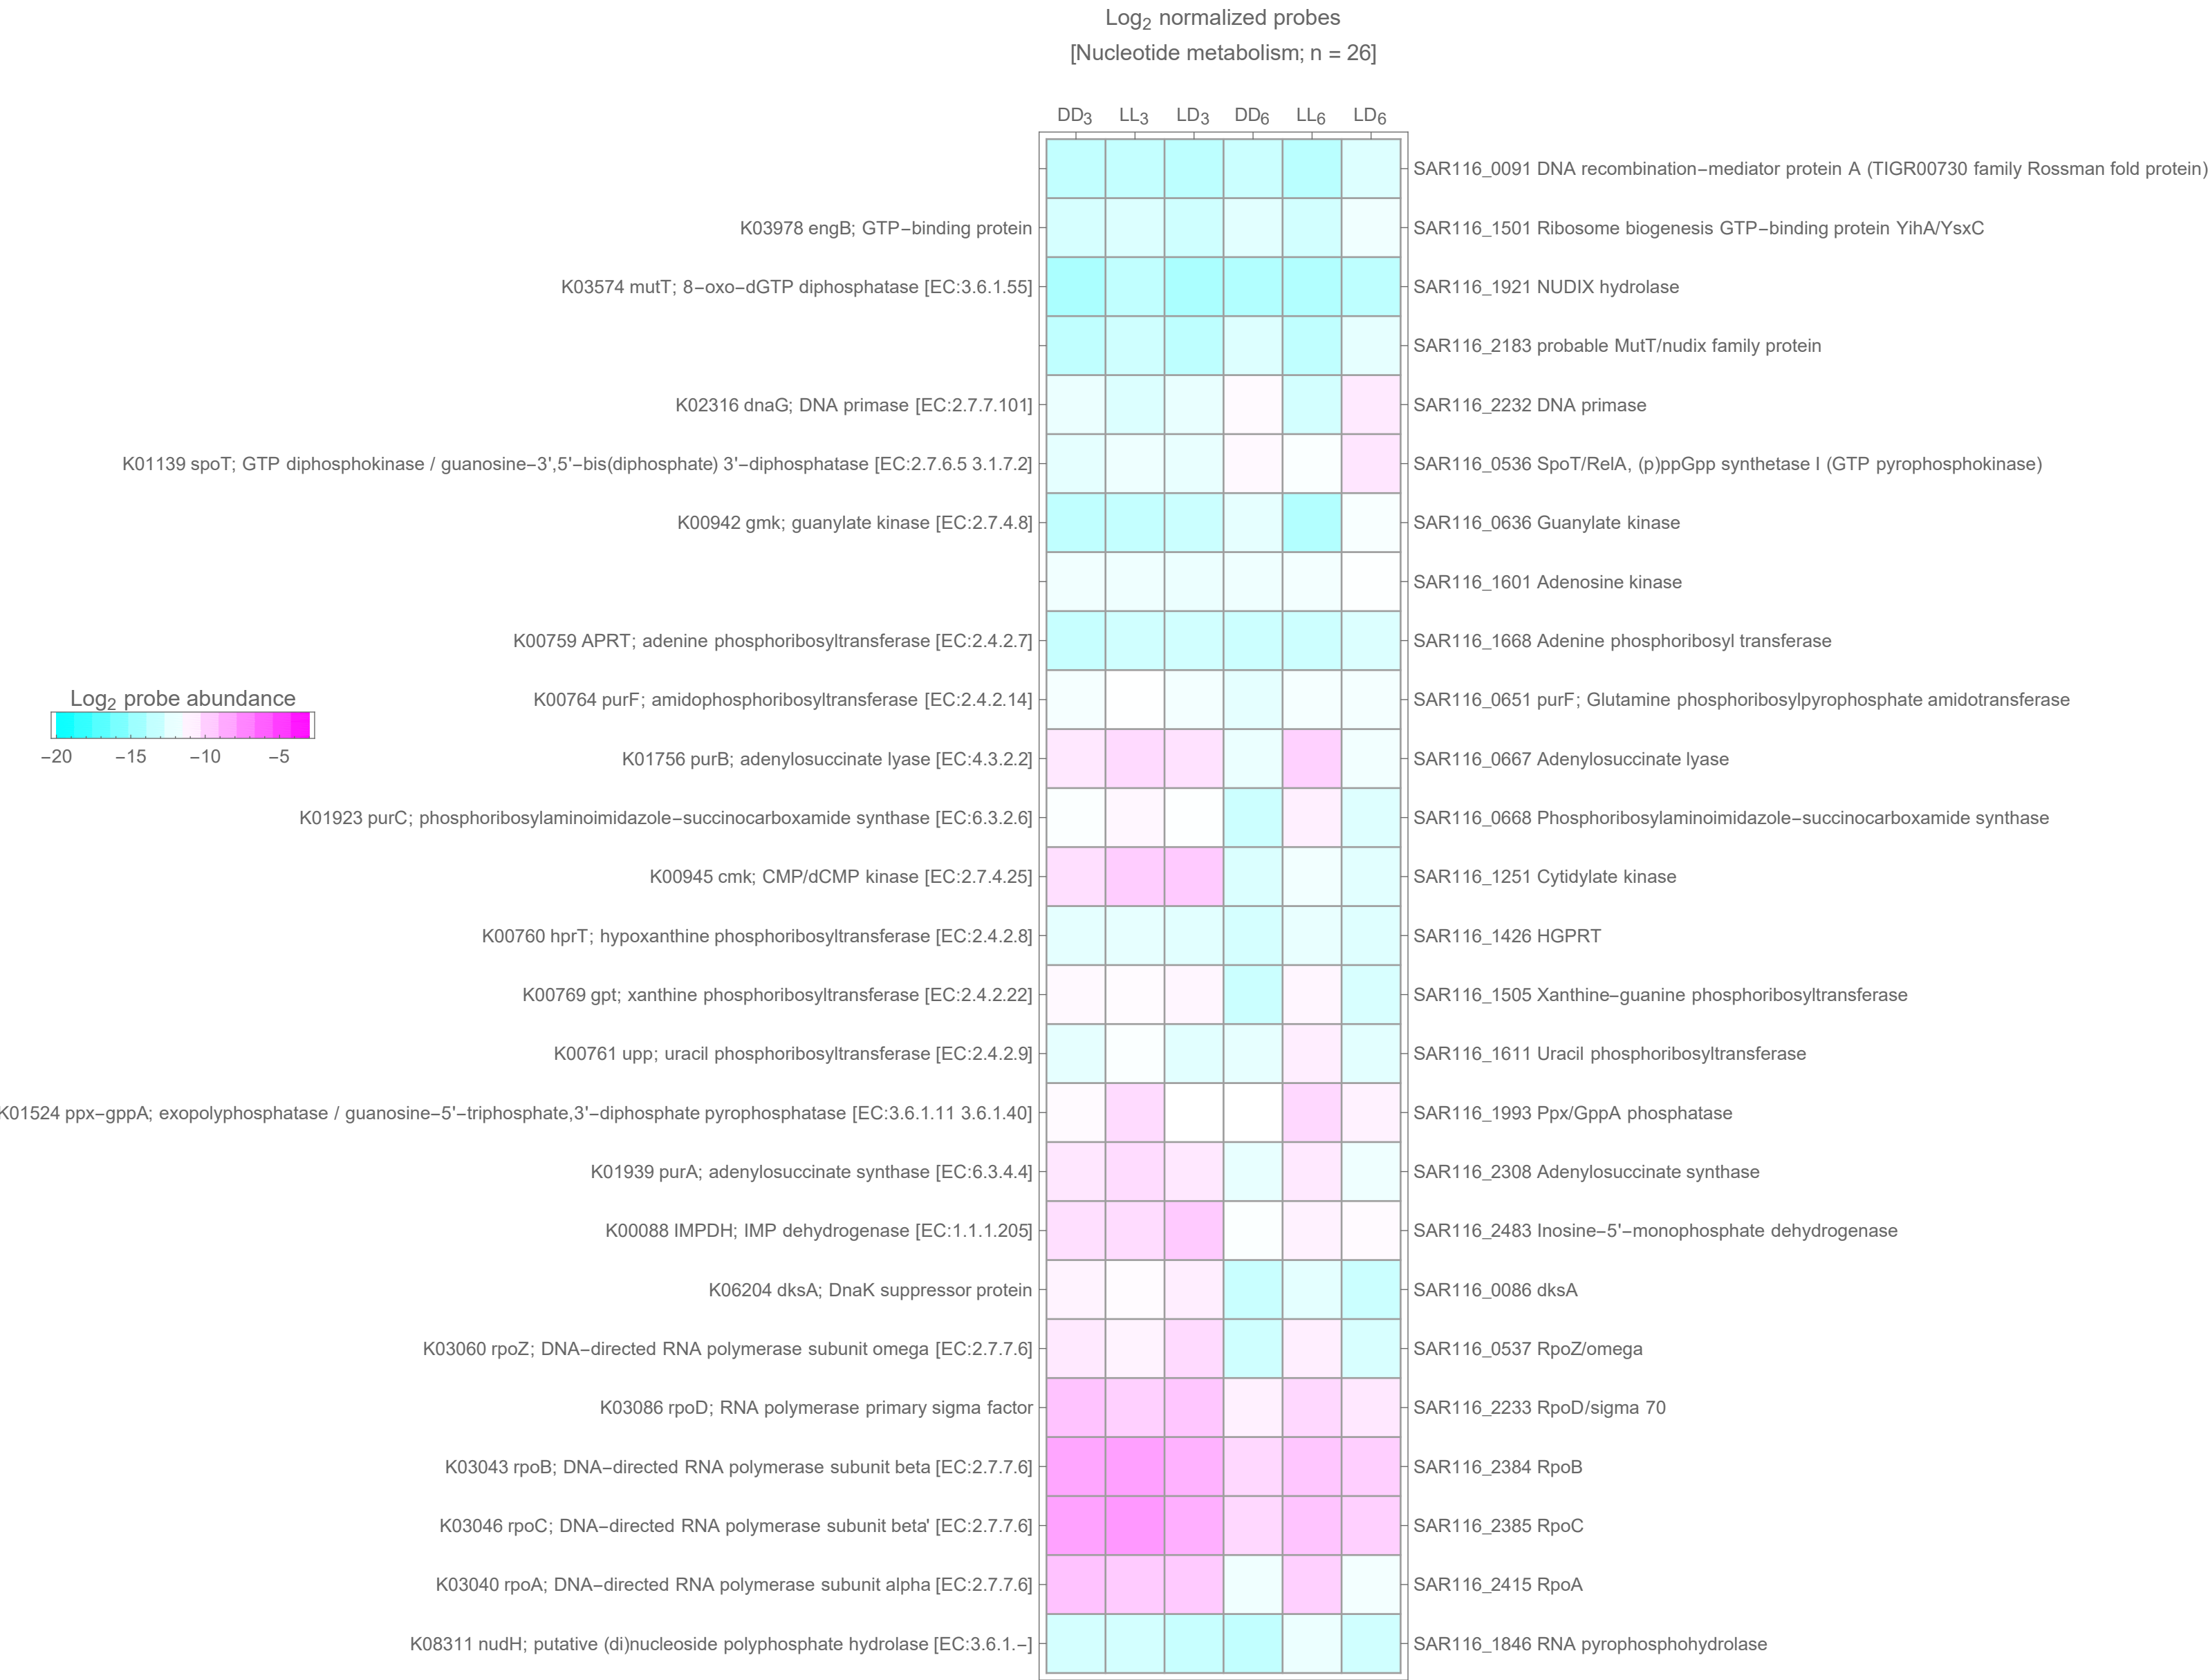 Log2 normalized probes
[Nucleotide metabolism; n = 26]
DD3 LL3 LD3 DD6 LL6 LD6
SAR116_0091 DNA recombination−mediator protein A (TIGR00730 family Rossman fold protein)
K03978 engB; GTP−binding protein SAR116_1501 Ribosome biogenesis GTP−binding protein YihA/YsxC
K03574 mutT; 8−oxo−dGTP diphosphatase [EC:3.6.1.55] SAR116_1921 NUDIX hydrolase
SAR116_2183 probable MutT/nudix family protein
K02316 dnaG; DNA primase [EC:2.7.7.101] SAR116_2232 DNA primase
K01139 spoT; GTP diphosphokinase / guanosine−3',5'−bis(diphosphate) 3'−diphosphatase [EC:2.7.6.5 3.1.7.2] SAR116_0536 SpoT/RelA, (p)ppGpp synthetase I (GTP pyrophosphokinase)
K00942 gmk; guanylate kinase [EC:2.7.4.8] SAR116_0636 Guanylate kinase
SAR116_1601 Adenosine kinase
K00759 APRT; adenine phosphoribosyltransferase [EC:2.4.2.7] SAR116_1668 Adenine phosphoribosyl transferase
Log2 probe abundance
−20 −15 −10 −5
K00764 purF; amidophosphoribosyltransferase [EC:2.4.2.14] SAR116_0651 purF; Glutamine phosphoribosylpyrophosphate amidotransferase
K01756 purB; adenylosuccinate lyase [EC:4.3.2.2] SAR116_0667 Adenylosuccinate lyase
K01923 purC; phosphoribosylaminoimidazole−succinocarboxamide synthase [EC:6.3.2.6] SAR116_0668 Phosphoribosylaminoimidazole−succinocarboxamide synthase
K00945 cmk; CMP/dCMP kinase [EC:2.7.4.25] SAR116_1251 Cytidylate kinase
K00760 hprT; hypoxanthine phosphoribosyltransferase [EC:2.4.2.8] SAR116_1426 HGPRT
K00769 gpt; xanthine phosphoribosyltransferase [EC:2.4.2.22] SAR116_1505 Xanthine−guanine phosphoribosyltransferase
K00761 upp; uracil phosphoribosyltransferase [EC:2.4.2.9] SAR116_1611 Uracil phosphoribosyltransferase
K01524 ppx−gppA; exopolyphosphatase / guanosine−5'−triphosphate,3'−diphosphate pyrophosphatase [EC:3.6.1.11 3.6.1.40] SAR116_1993 Ppx/GppA phosphatase
K01939 purA; adenylosuccinate synthase [EC:6.3.4.4] SAR116_2308 Adenylosuccinate synthase
K00088 IMPDH; IMP dehydrogenase [EC:1.1.1.205] SAR116_2483 Inosine−5'−monophosphate dehydrogenase
K06204 dksA; DnaK suppressor protein SAR116_0086 dksA
K03060 rpoZ; DNA−directed RNA polymerase subunit omega [EC:2.7.7.6] SAR116_0537 RpoZ/omega
K03086 rpoD; RNA polymerase primary sigma factor SAR116_2233 RpoD/sigma 70
K03043 rpoB; DNA−directed RNA polymerase subunit beta [EC:2.7.7.6] SAR116_2384 RpoB
K03046 rpoC; DNA−directed RNA polymerase subunit beta' [EC:2.7.7.6] SAR116_2385 RpoC
K03040 rpoA; DNA−directed RNA polymerase subunit alpha [EC:2.7.7.6] SAR116_2415 RpoA
K08311 nudH; putative (di)nucleoside polyphosphate hydrolase [EC:3.6.1.−] SAR116_1846 RNA pyrophosphohydrolase